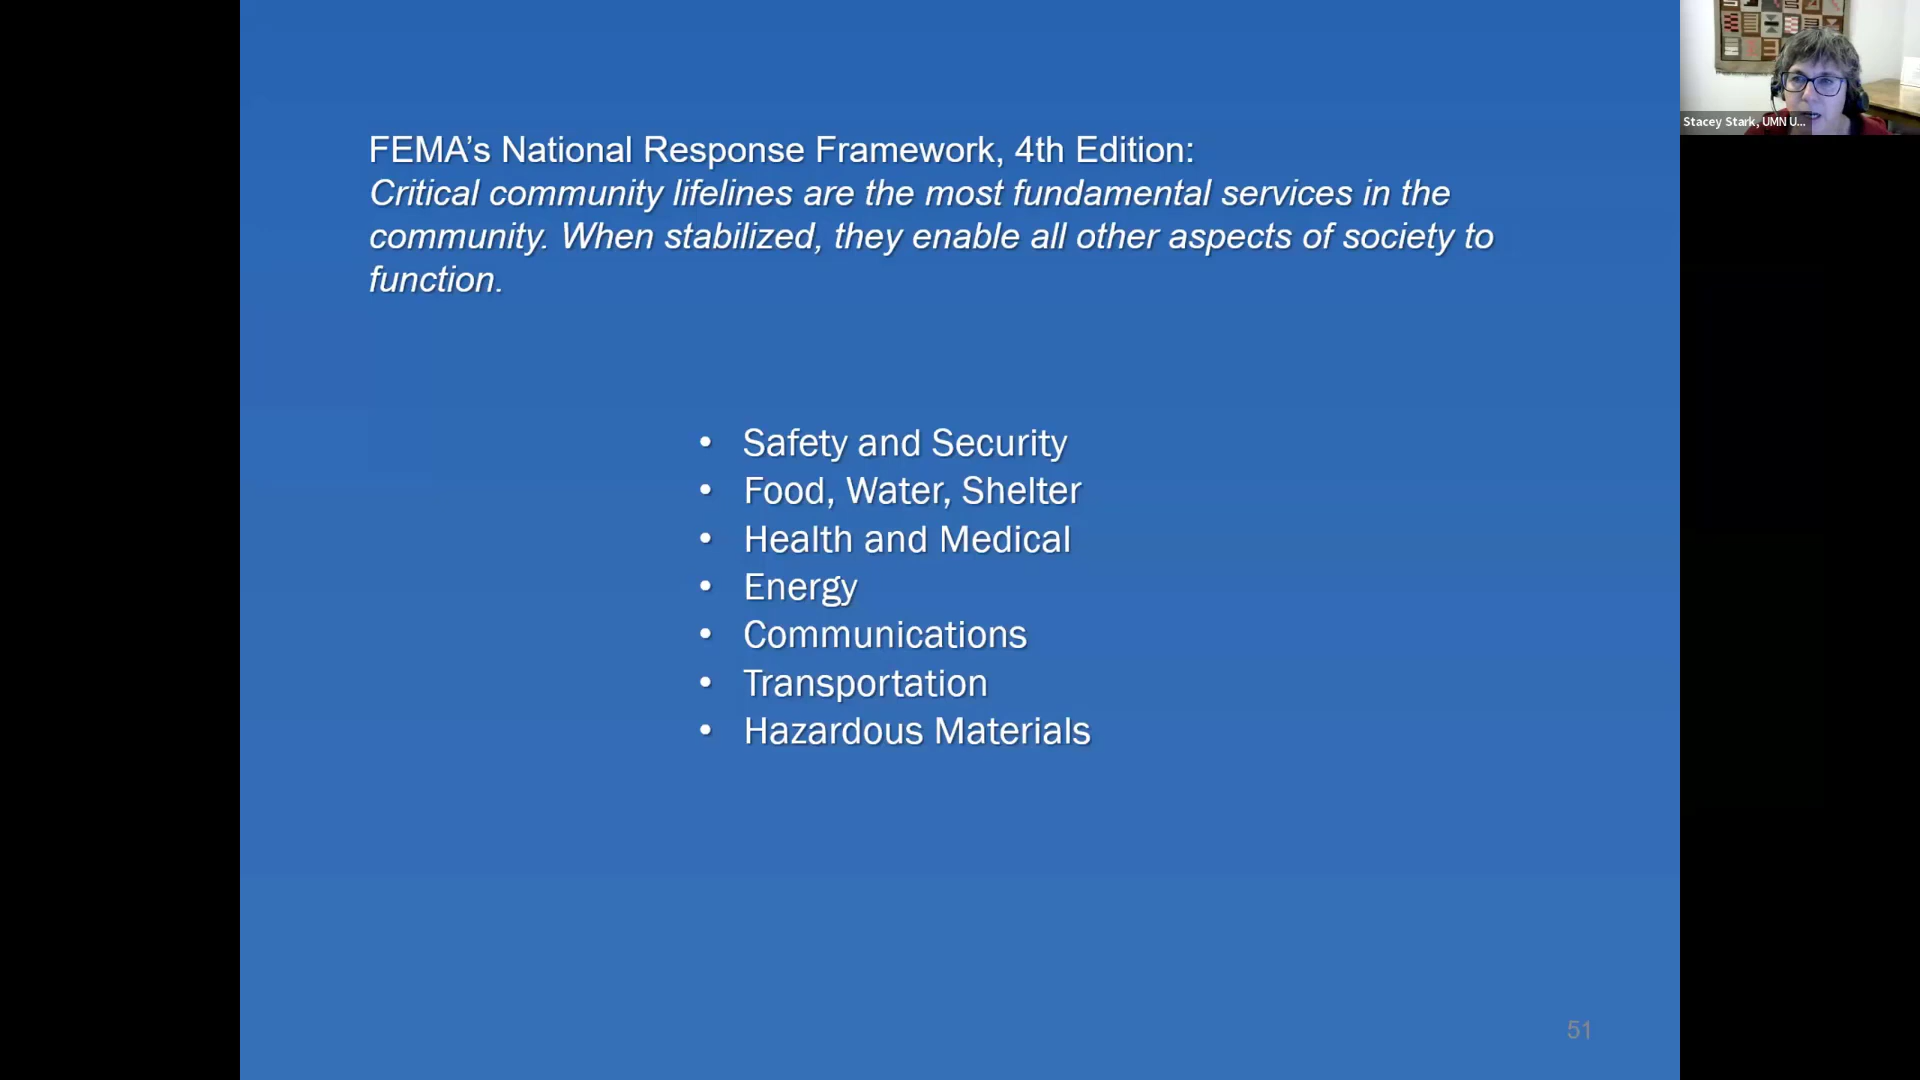 FEMA’s National Response Framework, 4th Edition:
Critical community lifelines are the most fundamental services in the
community. When stabilized, they enable all other aspects of society to
function.
• Safety and Security
• Food, Water, Shelter
• Health and Medical
• Energy
• Communications
• Transportation
• Hazardous Materials
51
Stacey Stark, UMN U...